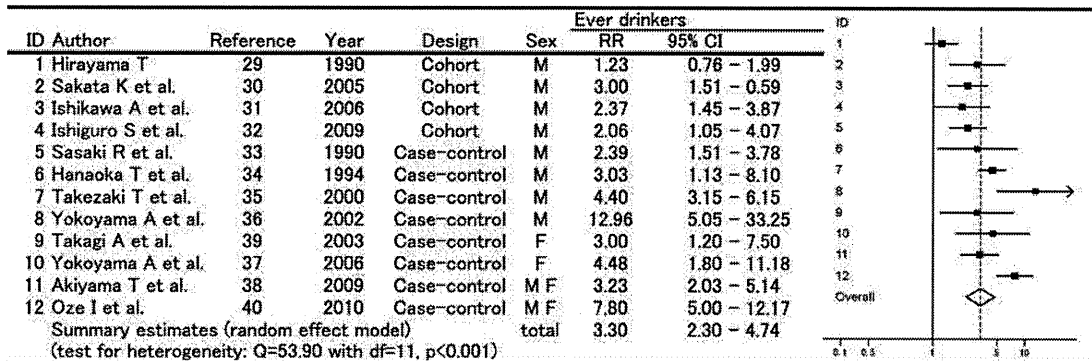 Ever drinkers
ID Author Reference Year Design Sex RR 95% CI
1 Hirayama T 29 1990 Cohort M 1.23 0.76 - 1.99
2 Sakata K et al. 30 2005 Cohort M 3.00 1.51 - 0.59
3 Ishikawa A et al. 31 2006 Cohort M 2.37 1.45 - 3.87
4 Ishiguro S et al. 32 2009 Cohort M 2.06 1.05 - 4.07
5 Sasaki R et al. 33 1990 Case-control M 2.39 1.51 - 3.78
6 Hanaoka T et al. 34 1994 Case-control M 3.03 1.13 - 8.10
7 Takezaki T et al. 35 2000 Case-control M 4.40 3.15 - 6.15
8 Yokoyama A et al. 36 2002 Case-control M 12.96 5.05 - 33.25
9 Takagi A et al. 39 2003 Case-control F 3.00 1.20 - 7.50
10 Yokoyama A et al. 37 2006 Case-control F 4.48 1.80 - 11.18
11 Akiyama T et al. 38 2009 Case-control M F 3.23 2.03 - 5.14
12 Oze I et al. 40 2010 Case-control M F 7.80 5.00 - 12.17
Summary estimates (random effect model) total 3.30 2.30 - 4.74
(test for heterogeneity: Q=53.90 with df=11, p<0.001)
ID
1
2
3
4
5
6
7
8
9
10
11
12
Overall
0.1 0.5 1 5 10